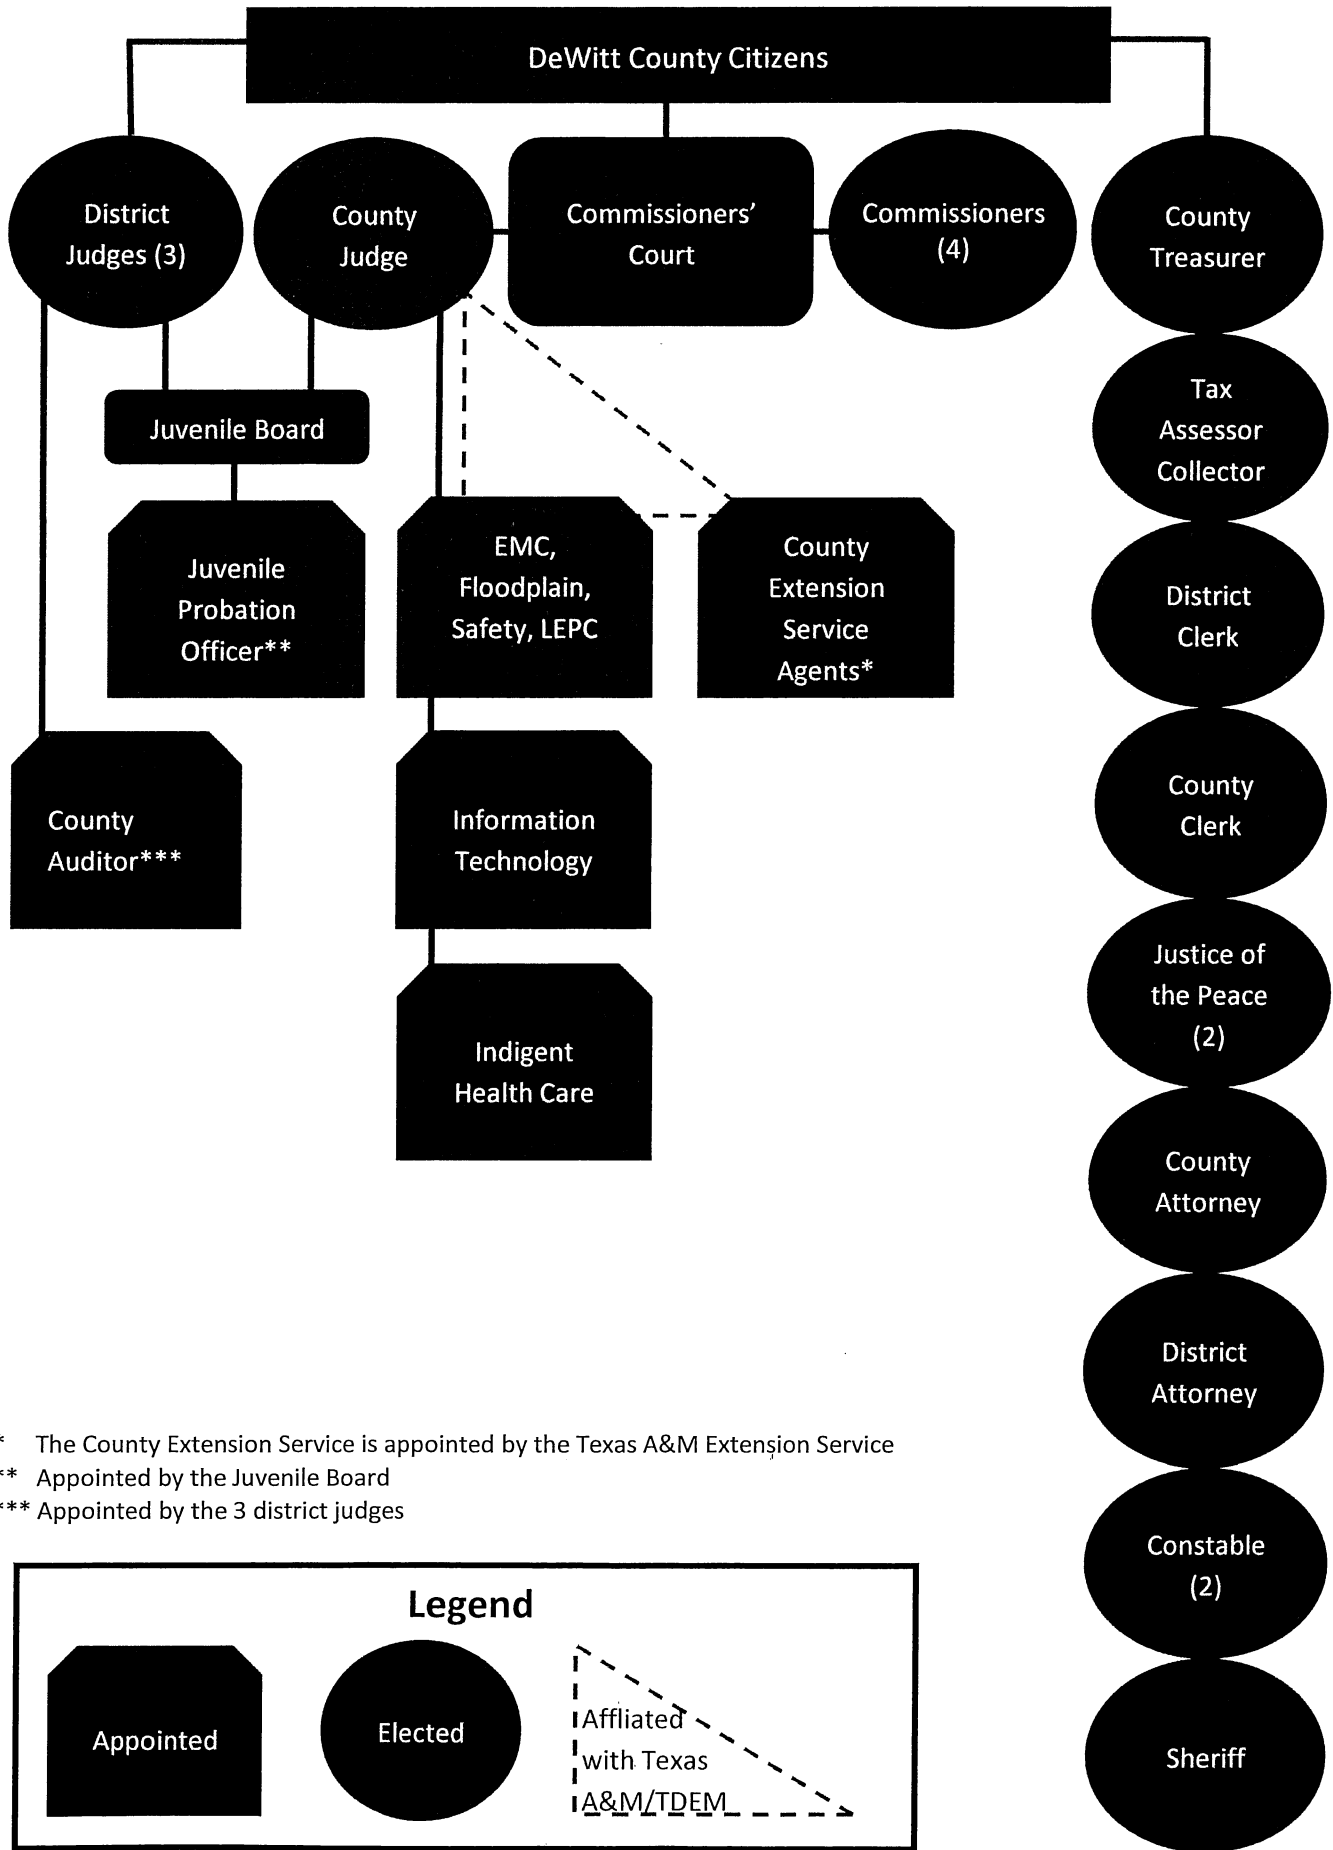 DeWitt County Citizens
District
Judges (3)
County
Judge
Commissioners’
Court
Commissioners
(4)
County
Treasurer
Juvenile Board
Tax
Assessor
Collector
Juvenile
Probation
Officer**
EMC,
Floodplain,
Safety, LEPC
County
Extension
Service
Agents*
District
Clerk
County
Auditor***
Information
Technology
County
Clerk
Indigent
Health Care
Justice of
the Peace
(2)
County
Attorney
District
Attorney
* The County Extension Service is appointed by the Texas A&M Extension Service
** Appointed by the Juvenile Board
*** Appointed by the 3 district judges
Constable
(2)
Sheriff
Legend
Appointed
Elected
Affliated
with Texas
A&M/TDEM